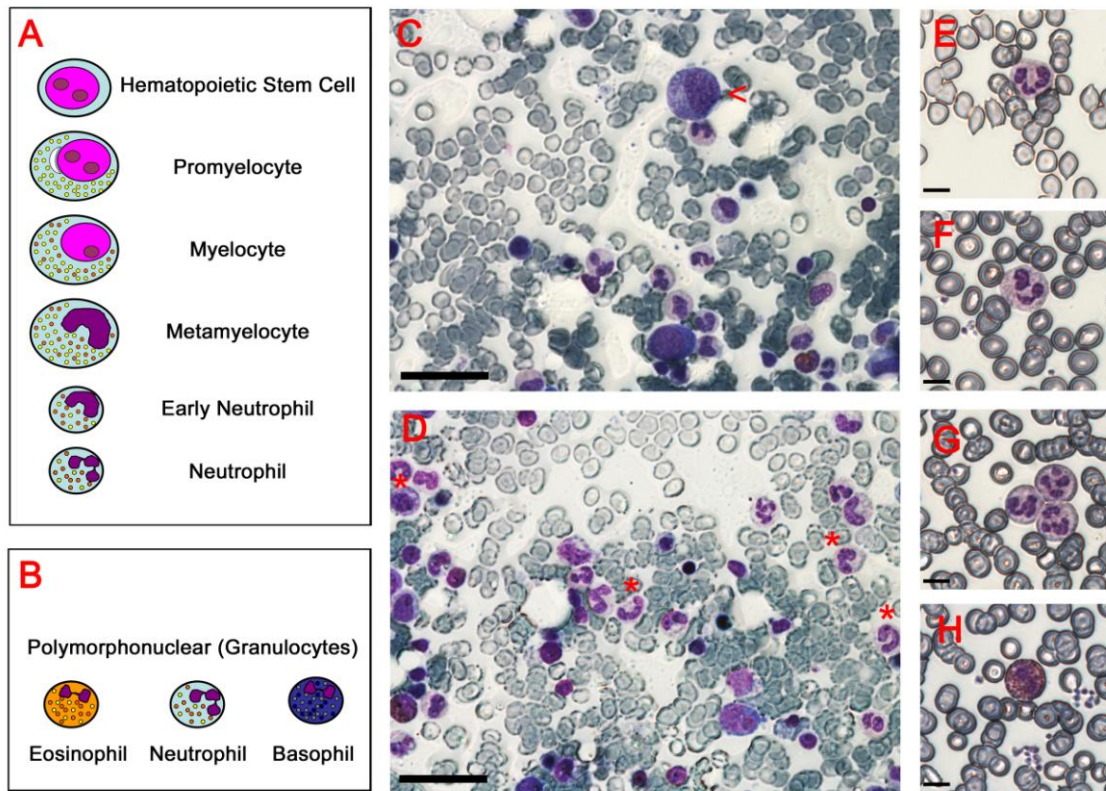 A
Hematopoietic Stem Cell
Promyelocyte
Myelocyte
Metamyelocyte
Early Neutrophil
Neutrophil
B
Polymorphonuclear (Granulocytes)
Eosinophil Neutrophil Basophil
C
<
D
*
*
*
*
E
F
G
H